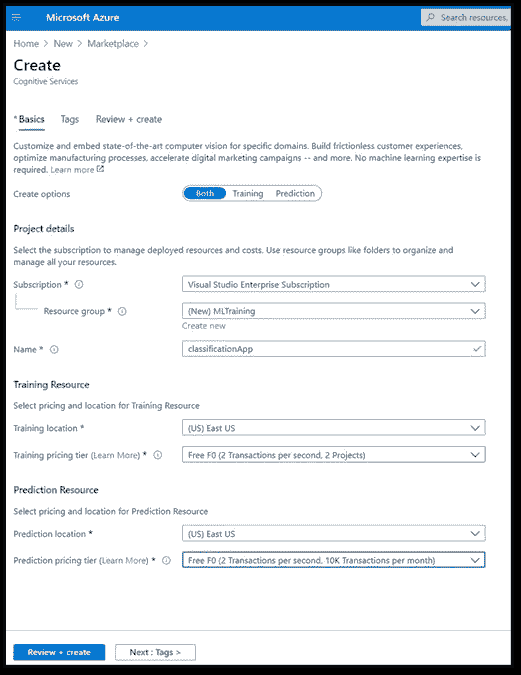 Microsoft Azure
Search resources,
Home > New > Marketplace >
Create
Cognitive Services
* Basics Tags Review + create
Customize and embed state-of-the-art computer vision for specific domains. Build frictionless customer experiences,
optimize manufacturing processes, accelerate digital marketing campaigns -- and more. No machine learning expertise is
required. Learn more
Create options Both Training Prediction
Project details
Select the subscription to manage deployed resources and costs. Use resource groups like folders to organize and
manage all your resources.
Subscription * Visual Studio Enterprise Subscription
Resource group * (New) MLTraining
Create new
Name * classificationApp
Training Resource
Select pricing and location for Training Resource
Training location * (US) East US
Training pricing tier (Learn More) * Free F0 (2 Transactions per second, 2 Projects)
Prediction Resource
Select pricing and location for Prediction Resource
Prediction location * (US) East US
Prediction pricing tier (Learn More) * Free F0 (2 Transactions per second, 10K Transactions per month)
Review + create Next : Tags >